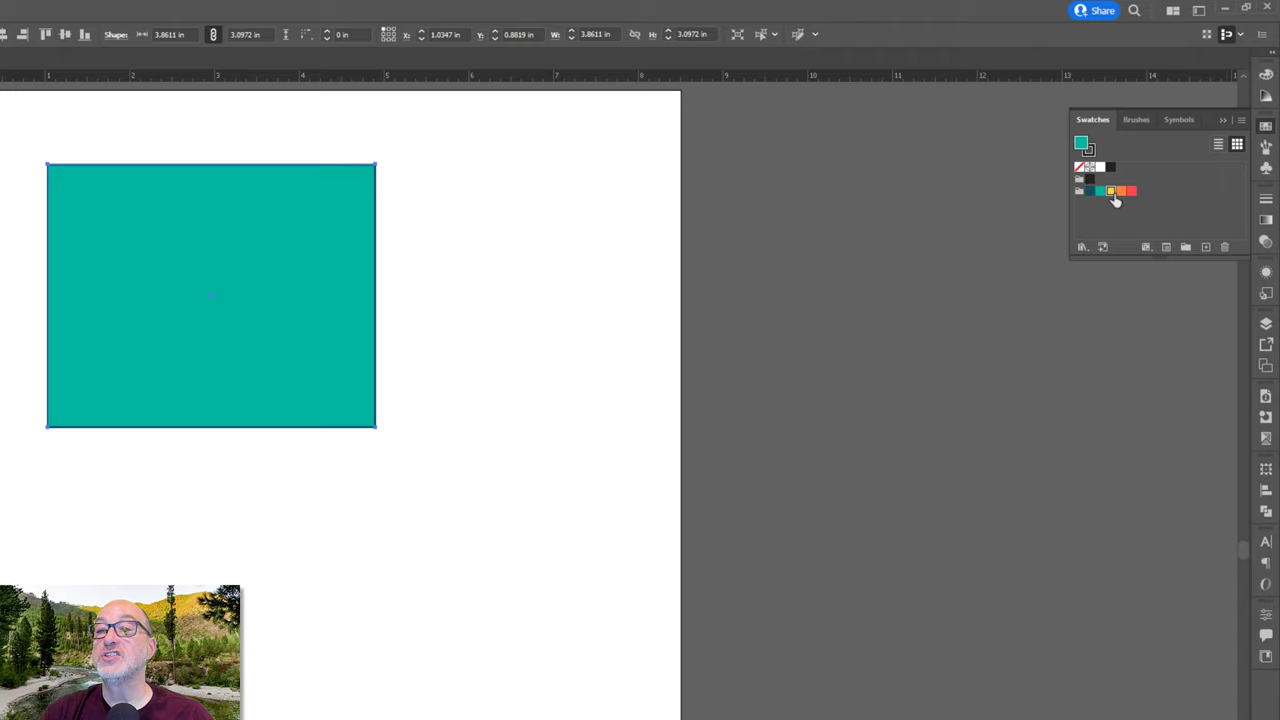 Share
Shape: 3.8611 in 3.0972 in 0 in X: 1.0347 in Y: 0.8819 in W: 3.8611 in H: 3.0972 in
1 2 3 4 5 6 7 8 9 10 11 12 13 14
Swatches Brushes Symbols